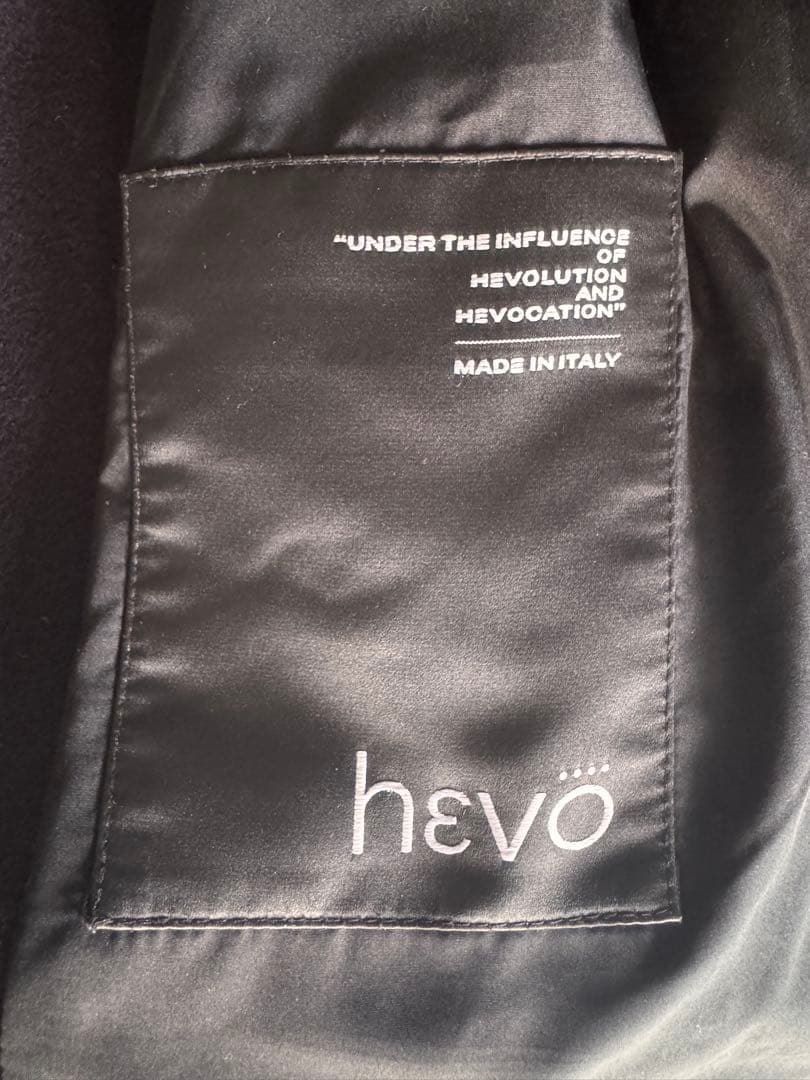 “UNDER THE INFLUENCE
OF
HEVOLUTION
AND
HEVOCATION”
MADE IN ITALY
hεvö